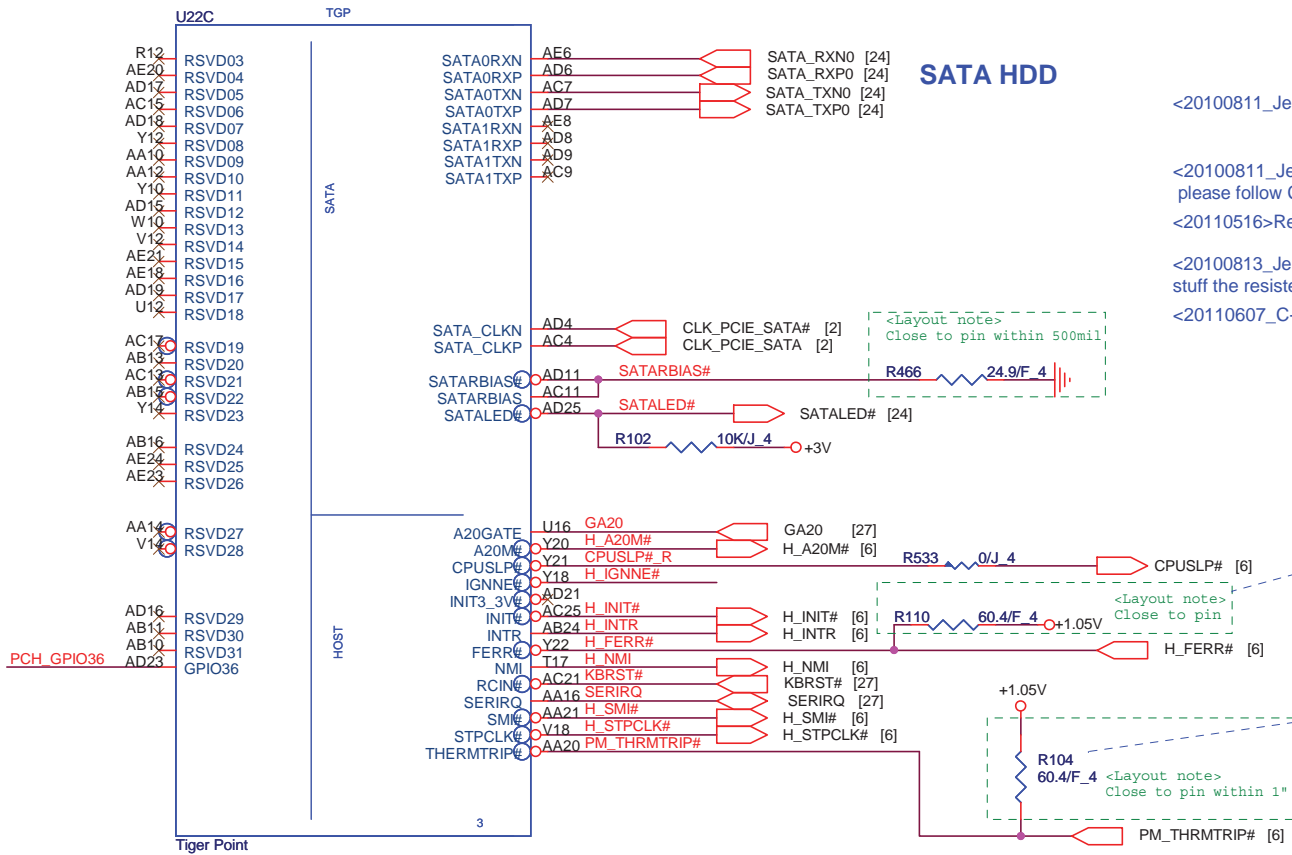 U22C
TGP
R12 RSVD03
AE20 RSVD04
AD17 RSVD05
AC15 RSVD06
AD18 RSVD07
Y12 RSVD08
AA10 RSVD09
AA12 RSVD10
Y10 RSVD11
AD15 RSVD12
W10 RSVD13
V12 RSVD14
AE21 RSVD15
AE18 RSVD16
AD19 RSVD17
U12 RSVD18
AC17 RSVD19
AB13 RSVD20
AC13 RSVD21
AB15 RSVD22
Y14 RSVD23
AB16 RSVD24
AE24 RSVD25
AE23 RSVD26
AA14 RSVD27
V14 RSVD28
AD16 RSVD29
AB11 RSVD30
AB10 RSVD31
PCH_GPIO36 AD23 GPIO36
SATA
HOST
SATA0RXN AE6 SATA_RXN0 [24]
SATA0RXP AD6 SATA_RXP0 [24]
SATA0TXN AC7 SATA_TXN0 [24]
SATA0TXP AD7 SATA_TXP0 [24]
SATA1RXN AE8
SATA1RXP AD8
SATA1TXN AD9
SATA1TXP AC9
SATA HDD
SATA_CLKN AD4 CLK_PCIE_SATA# [2]
SATA_CLKP AC4 CLK_PCIE_SATA [2]
<Layout note>
Close to pin within 500mil
SATARBIAS# AD11 SATARBIAS# R466 24.9/F_4
SATARBIAS AC11
SATALED# AD25 SATALED# SATALED# [24]
R102 10K/J_4 +3V
A20GATE U16 GA20 GA20 [27]
A20M# Y20 H_A20M# H_A20M# [6]
CPUSLP# Y21 CPUSLP#_R R533 0/J_4 CPUSLP# [6]
IGNNE# Y18 H_IGNNE#
INIT3_3V# AD21
INIT# AC25 H_INIT# H_INIT# [6]
INTR AB24 H_INTR H_INTR [6]
<Layout note>
Close to pin
R110 60.4/F_4 +1.05V
FERR# Y22 H_FERR# H_FERR# [6]
NMI T17 H_NMI H_NMI [6]
RCIN# AC21 KBRST# KBRST# [27]
SERIRQ AA16 SERIRQ SERIRQ [27]
SMI# AA21 H_SMI# H_SMI# [6]
STPCLK# V18 H_STPCLK# H_STPCLK# [6]
THERMTRIP# AA20 PM_THRMTRIP#
+1.05V
R104
60.4/F_4
<Layout note>
Close to pin within 1"
PM_THRMTRIP# [6]
3
Tiger Point
<20100811_Je
<20100811_Je
please follow
<20110516>Re
<20100813_Je
stuff the resiste
<20110607_C-